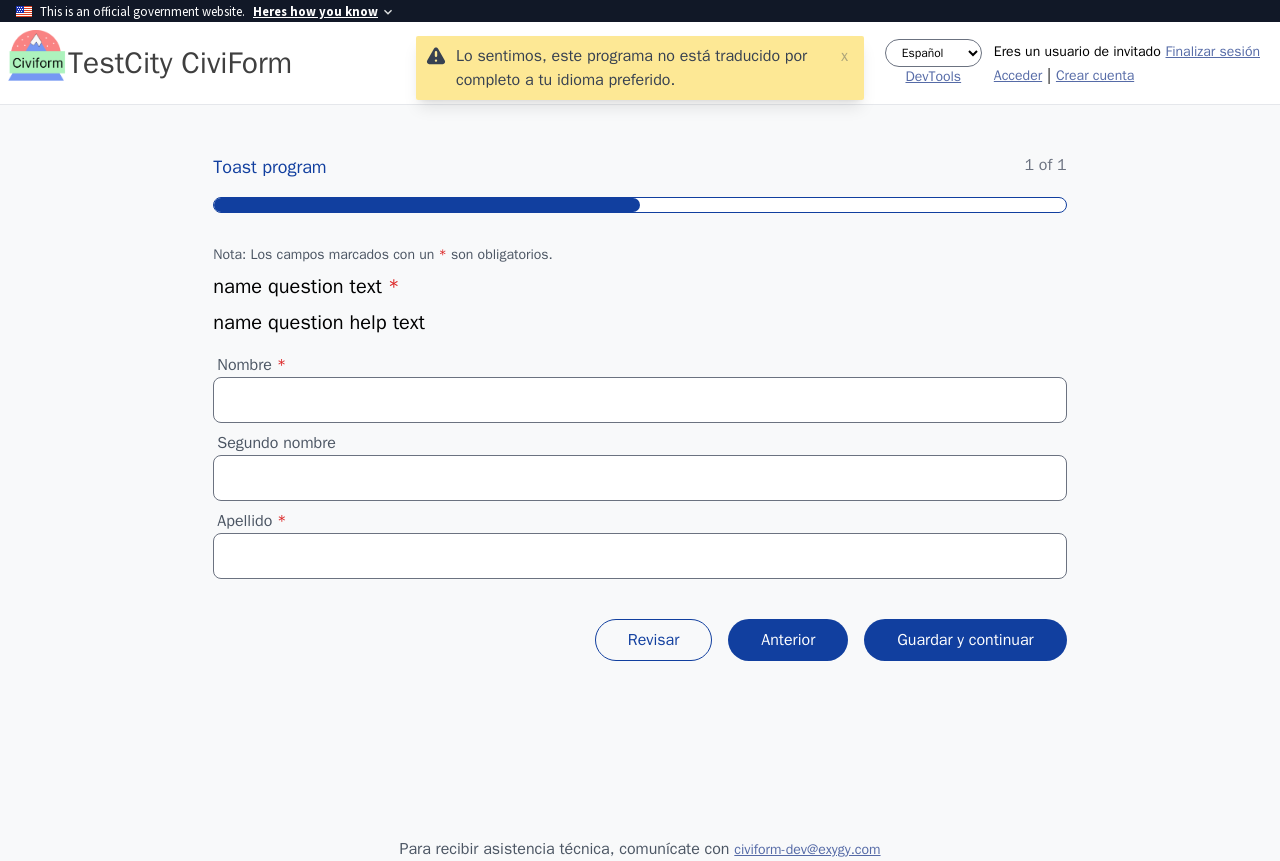 This is an official government website. Heres how you know
Civiform TestCity CiviForm
Lo sentimos, este programa no está traducido por
completo a tu idioma preferido.
x
Español
DevTools
Eres un usuario de invitado Finalizar sesión
Acceder | Crear cuenta
Toast program
1 of 1
Nota: Los campos marcados con un * son obligatorios.
name question text *
name question help text
Nombre *
Segundo nombre
Apellido *
Revisar
Anterior
Guardar y continuar
Para recibir asistencia técnica, comunícate con civiform-dev@exygy.com